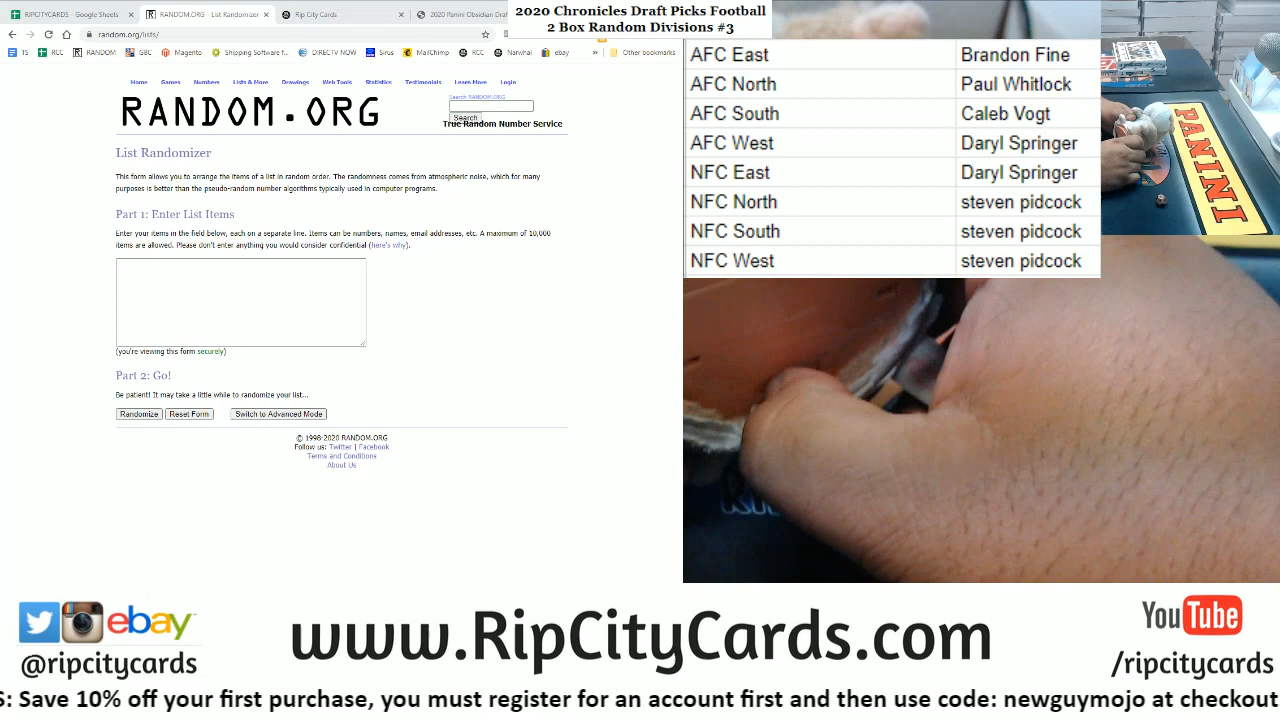 RIPCITYCARDS - Google Sheets
RANDOM.ORG - List Randomizer
Rip City Cards
2020 Panini Obsidian Draf
random.org/lists/
TS
RCC
RANDOM
GBC
Magento
Shipping Software f...
DIRECTV NOW
Sirus
MailChimp
RCC
Narwhal
ebay
»
Other bookmarks
Home Games Numbers Lists & More Drawings Web Tools Statistics Testimonials Learn More Login
RANDOM.ORG
Search RANDOM.ORG
Search
True Random Number Service
List Randomizer
This form allows you to arrange the items of a list in random order. The randomness comes from atmospheric noise, which for many
purposes is better than the pseudo-random number algorithms typically used in computer programs.
Part 1: Enter List Items
Enter your items in the field below, each on a separate line. Items can be numbers, names, email addresses, etc. A maximum of 10,000
items are allowed. Please don't enter anything you would consider confidential (here's why).
(you're viewing this form securely)
Part 2: Go!
Be patient! It may take a little while to randomize your list...
Randomize Reset Form Switch to Advanced Mode
© 1998-2020 RANDOM.ORG
Follow us: Twitter | Facebook
Terms and Conditions
About Us
2020 Chronicles Draft Picks Football
2 Box Random Divisions #3
AFC East Brandon Fine
AFC North Paul Whitlock
AFC South Caleb Vogt
AFC West Daryl Springer
NFC East Daryl Springer
NFC North steven pidcock
NFC South steven pidcock
NFC West steven pidcock
PANINI
ebay
@ripcitycards
www.RipCityCards.com
YouTube
/ripcitycards
S: Save 10% off your first purchase, you must register for an account first and then use code: newguymojo at checkout